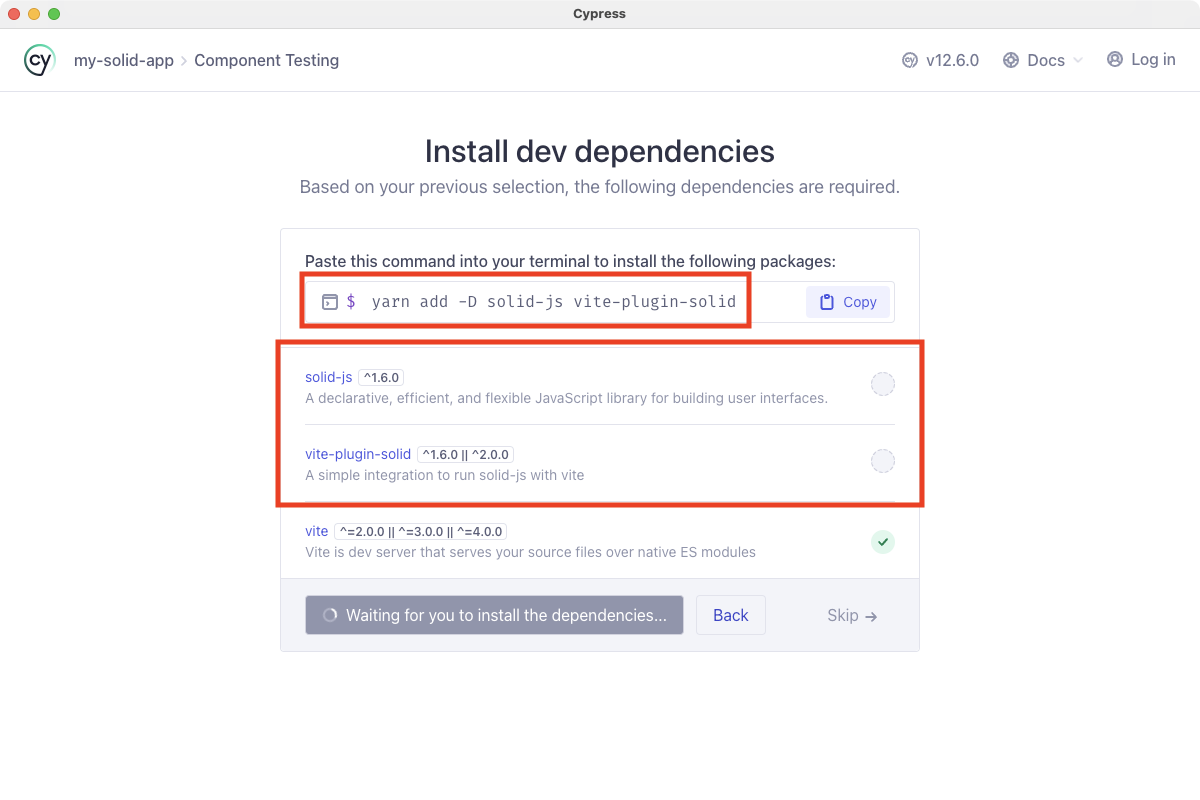 Cypress
cy my-solid-app > Component Testing
cy v12.6.0 Docs Log in
Install dev dependencies
Based on your previous selection, the following dependencies are required.
Paste this command into your terminal to install the following packages:
$ yarn add -D solid-js vite-plugin-solid Copy
solid-js ^1.6.0
A declarative, efficient, and flexible JavaScript library for building user interfaces.
vite-plugin-solid ^1.6.0 || ^2.0.0
A simple integration to run solid-js with vite
vite ^=2.0.0 || ^=3.0.0 || ^=4.0.0
Vite is dev server that serves your source files over native ES modules
Waiting for you to install the dependencies... Back Skip →